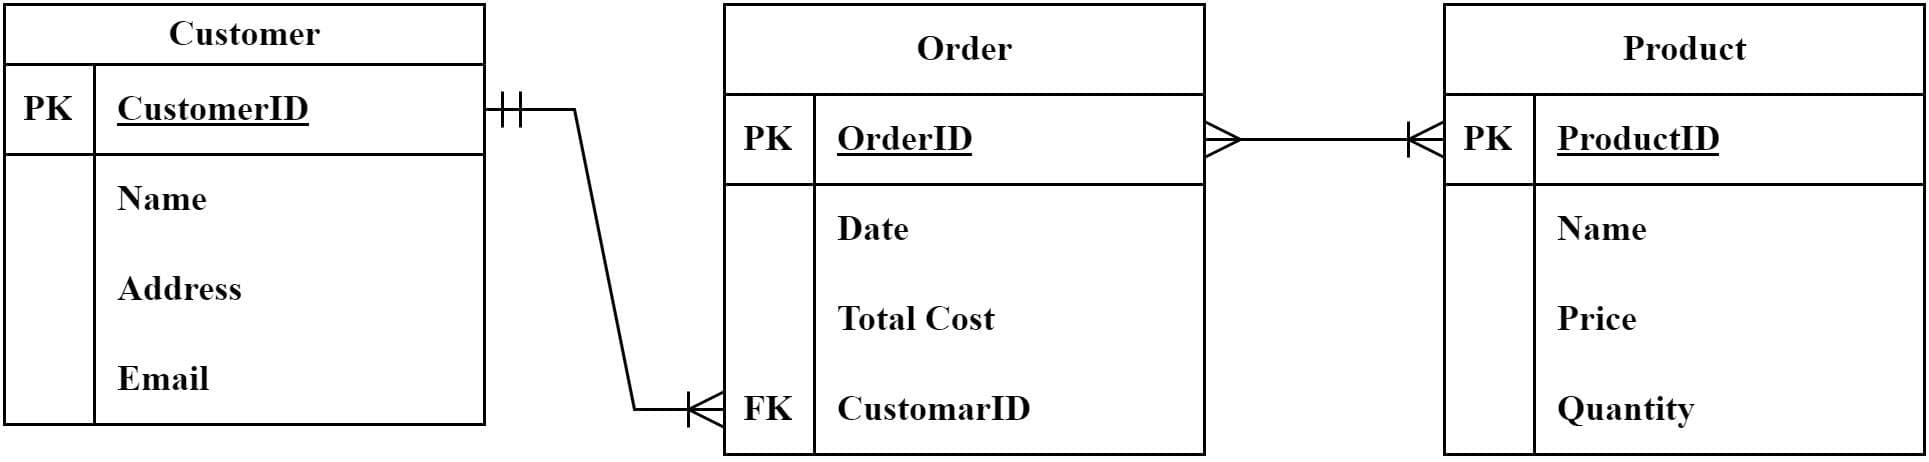 Customer
PK CustomerID
Name
Address
Email
Order
PK OrderID
Date
Total Cost
FK CustomarID
Product
PK ProductID
Name
Price
Quantity